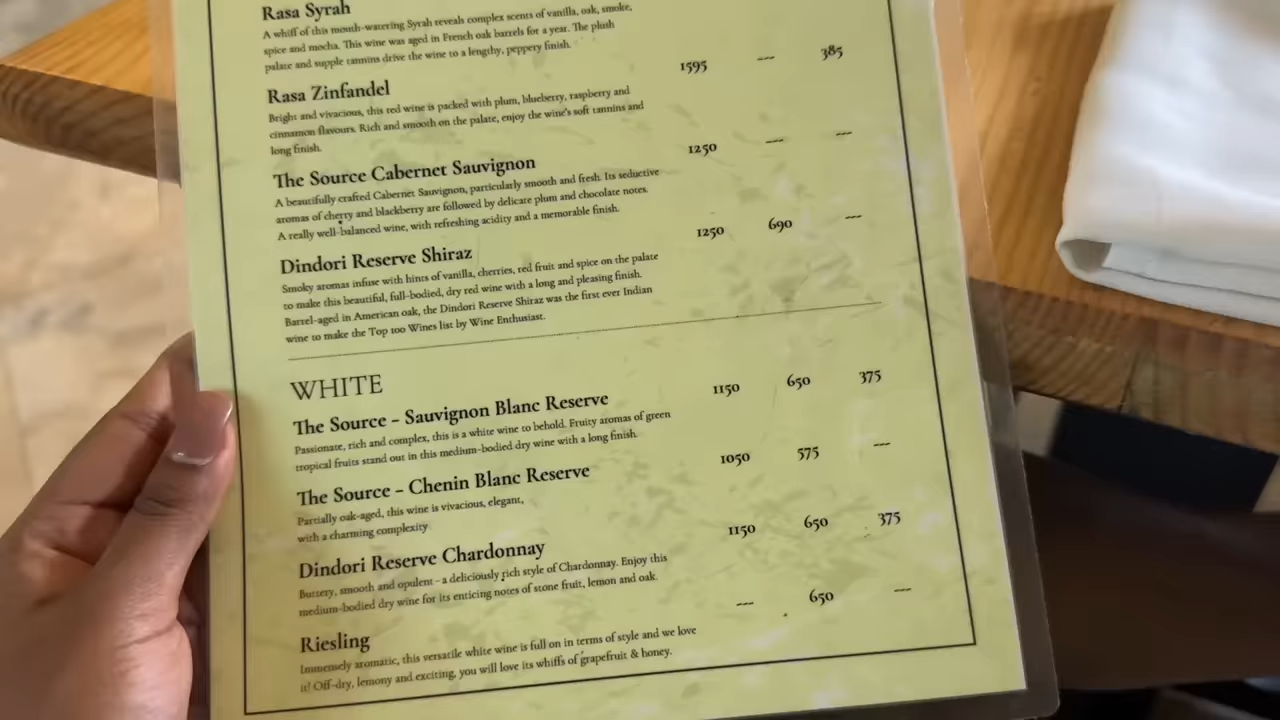 Rasa Syrah
A whiff of this mouth-watering Syrah reveals complex scents of vanilla, oak, smoke,
spice and mocha. This wine was aged in French oak barrels for a year. The plush
palate and supple tannins drive the wine to a lengthy, peppery finish.
Rasa Zinfandel 1595 --- 385
Bright and vivacious, this red wine is packed with plum, blueberry, raspberry and
cinnamon flavours. Rich and smooth on the palate, enjoy the wine's soft tannins and
long finish.
The Source Cabernet Sauvignon 1250 --- ---
A beautifully crafted Cabernet Sauvignon, particularly smooth and fresh. Its seductive
aromas of cherry and blackberry are followed by delicate plum and chocolate notes.
A really well-balanced wine, with refreshing acidity and a memorable finish.
Dindori Reserve Shiraz 1250 690 ---
Smoky aromas infuse with hints of vanilla, cherries, red fruit and spice on the palate
to make this beautiful, full-bodied, dry red wine with a long and pleasing finish.
Barrel-aged in American oak, the Dindori Reserve Shiraz was the first ever Indian
wine to make the Top 100 Wines list by Wine Enthusiast.
WHITE
The Source - Sauvignon Blanc Reserve 1150 650 375
Passionate, rich and complex, this is a white wine to behold. Fruity aromas of green
tropical fruits stand out in this medium-bodied dry wine with a long finish.
The Source - Chenin Blanc Reserve 1050 575 ---
Partially oak-aged, this wine is vivacious, elegant,
with a charming complexity.
Dindori Reserve Chardonnay 1150 650 375
Buttery, smooth and opulent - a deliciously rich style of Chardonnay. Enjoy this
medium-bodied dry wine for its enticing notes of stone fruit, lemon and oak.
Riesling --- 650 ---
Immensely aromatic, this versatile white wine is full on in terms of style and we love
it! Off-dry, lemony and exciting, you will love its whiffs of grapefruit & honey.